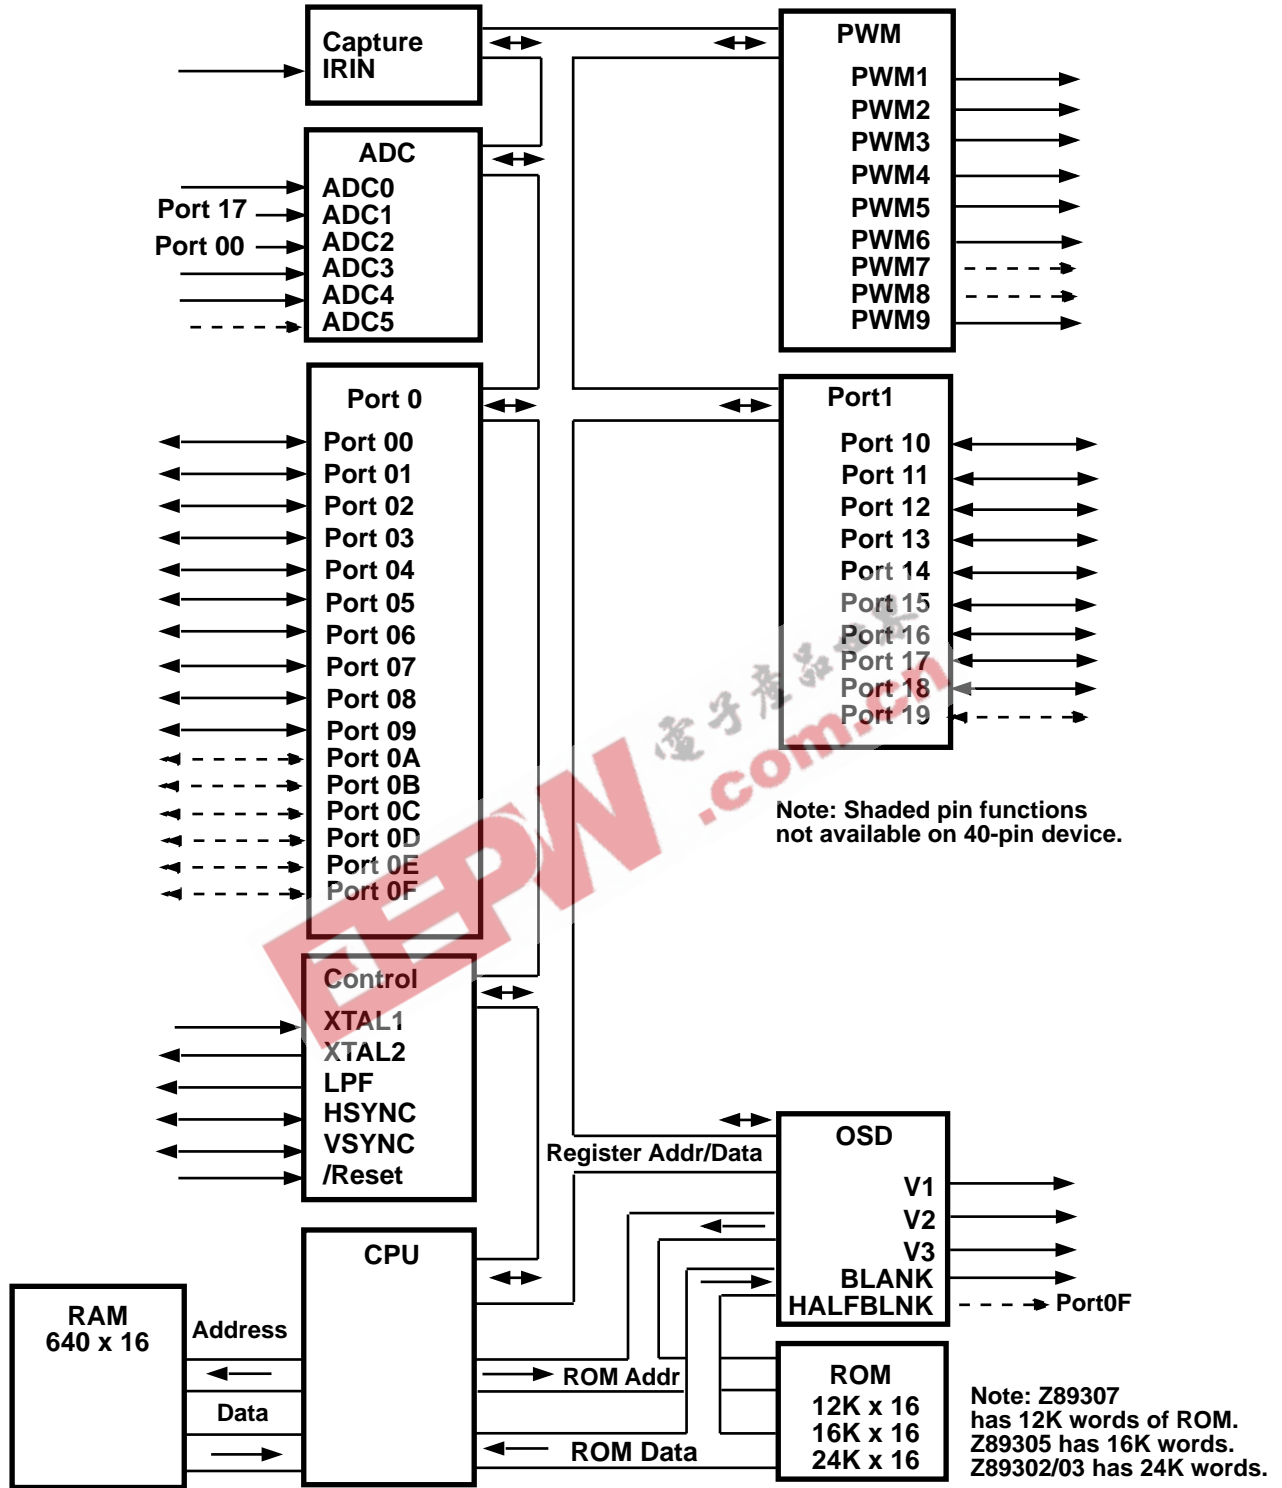 Capture
IRIN
ADC
ADC0
Port 17
ADC1
Port 00
ADC2
ADC3
ADC4
ADC5
PWM
PWM1
PWM2
PWM3
PWM4
PWM5
PWM6
PWM7
PWM8
PWM9
Port 0
Port 00
Port 01
Port 02
Port 03
Port 04
Port 05
Port 06
Port 07
Port 08
Port 09
Port 0A
Port 0B
Port 0C
Port 0D
Port 0E
Port 0F
Port1
Port 10
Port 11
Port 12
Port 13
Port 14
Port 15
Port 16
Port 17
Port 18
Port 19
Note: Shaded pin functions
not available on 40-pin device.
EEPW
.com.cn
電子產品世界
Control
XTAL1
XTAL2
LPF
HSYNC
VSYNC
/Reset
OSD
Register Addr/Data
V1
V2
V3
BLANK
HALFBLNK
Port0F
CPU
RAM
640 x 16
Address
Data
ROM Addr
ROM Data
ROM
12K x 16
16K x 16
24K x 16
Note: Z89307
has 12K words of ROM.
Z89305 has 16K words.
Z89302/03 has 24K words.